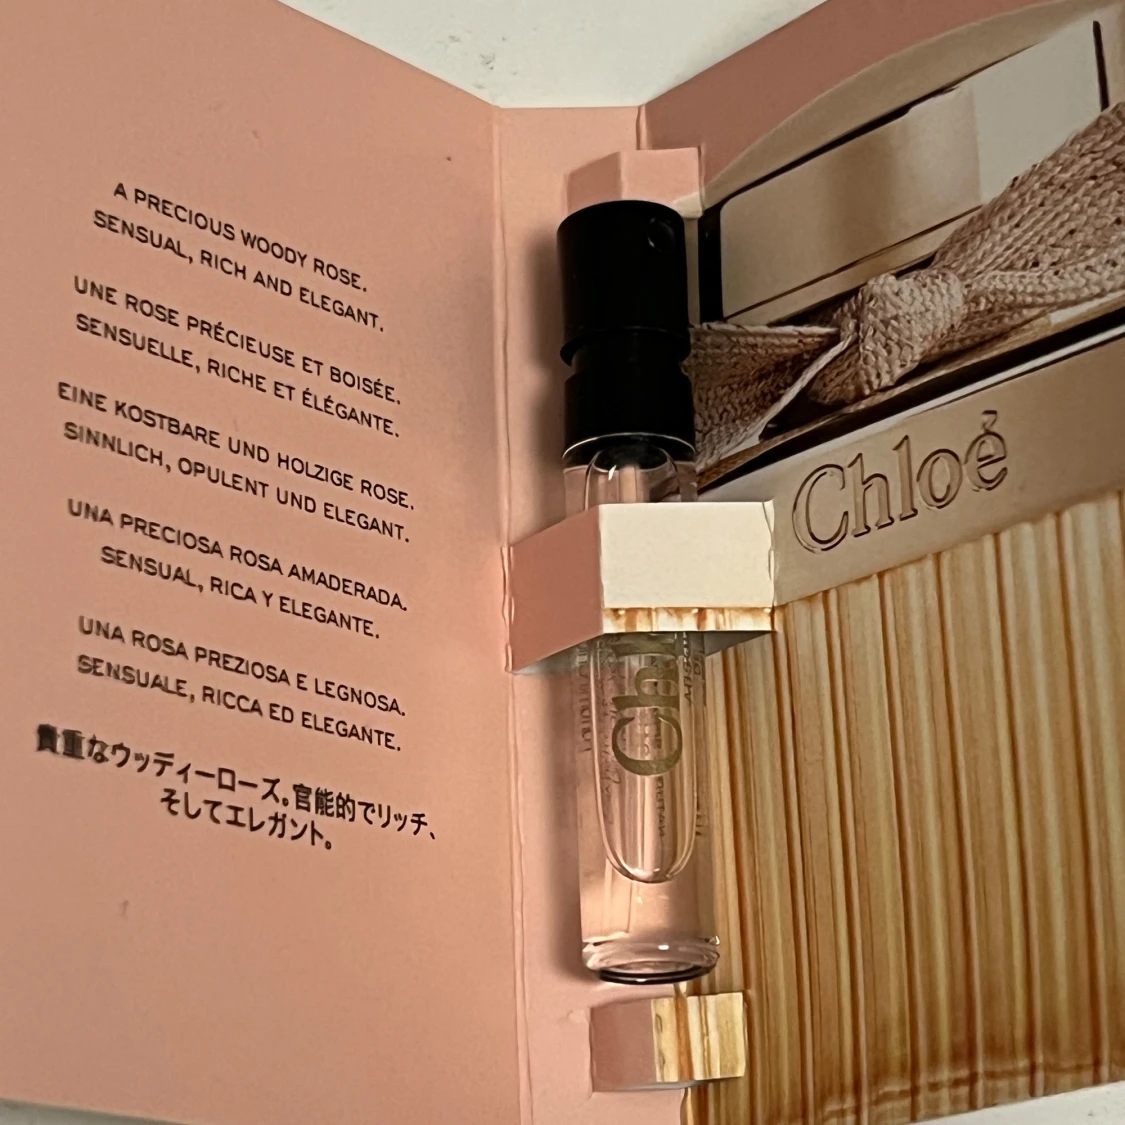 A PRECIOUS WOODY ROSE.
SENSUAL, RICH AND ELEGANT.
UNE ROSE PRÉCIEUSE ET BOISÉE.
SENSUELLE, RICHE ET ÉLÉGANTE.
EINE KOSTBARE UND HOLZIGE ROSE.
SINNLICH, OPULENT UND ELEGANT.
UNA PRECIOSA ROSA AMADERADA.
SENSUAL, RICA Y ELEGANTE.
UNA ROSA PREZIOSA E LEGNOSA.
SENSUALE, RICCA ED ELEGANTE.
貴重なウッディーローズ。官能的でリッチ、
そしてエレガント。
Chloé
Ch